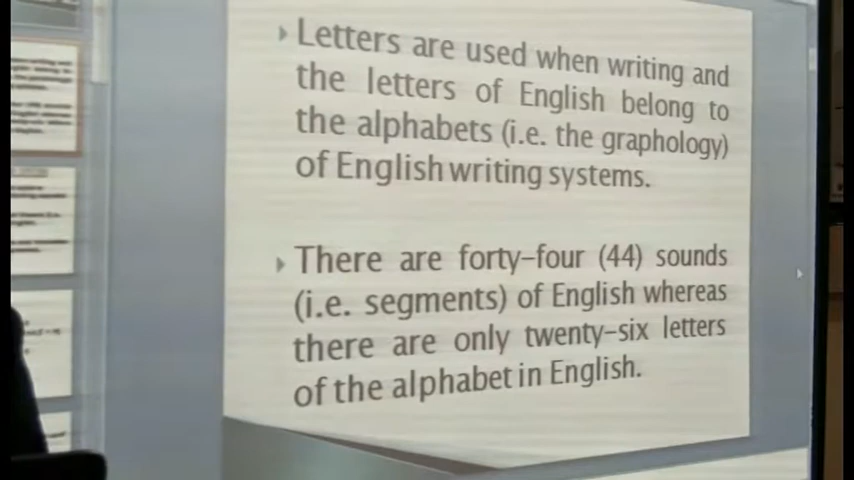 Letters are used when writing and
the letters of English belong to
the alphabets (i.e. the graphology)
of English writing systems.
There are forty-four (44) sounds
(i.e. segments) of English whereas
there are only twenty-six letters
of the alphabet in English.